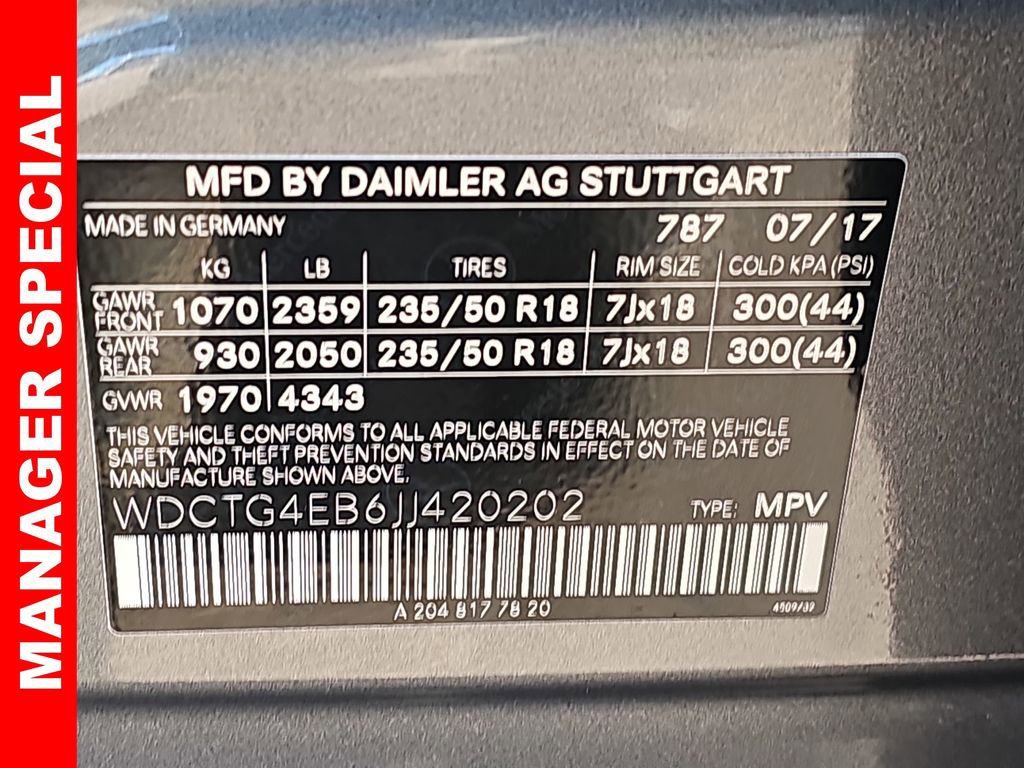 MANAGER SPECIAL
MFD BY DAIMLER AG STUTTGART
MADE IN GERMANY 787 07/17
KG LB TIRES RIM SIZE COLD KPA (PSI)
GAWR FRONT 1070 2359 235/50 R18 7Jx18 300(44)
GAWR REAR 930 2050 235/50 R18 7Jx18 300(44)
GVWR 1970 4343
THIS VEHICLE CONFORMS TO ALL APPLICABLE FEDERAL MOTOR VEHICLE
SAFETY AND THEFT PREVENTION STANDARDS IN EFFECT ON THE DATE OF
MANUFACTURE SHOWN ABOVE.
WDCTG4EB6JJ420202 TYPE: MPV
A 204 817 78 20